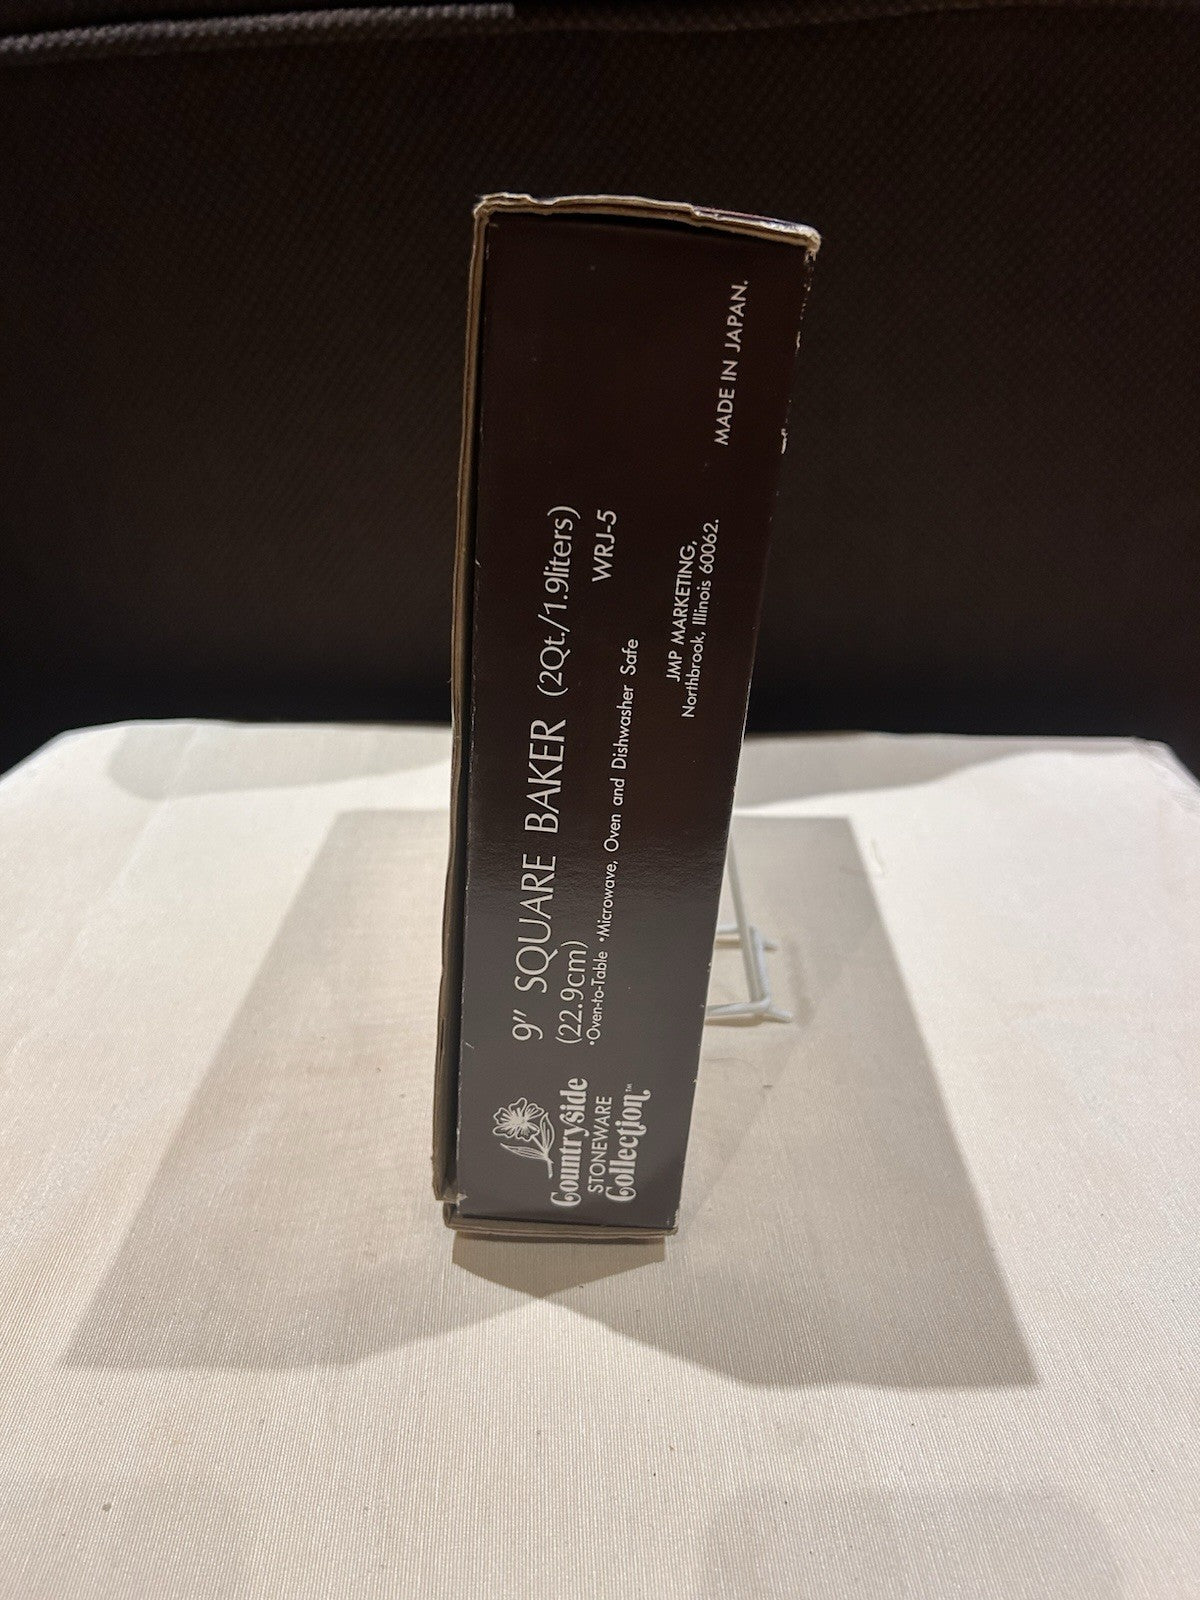 Countryside
STONEWARE
Collection™
9" SQUARE BAKER (2Qt./1.9liters)
(22.9cm) WRJ-5
•Oven-to-Table •Microwave, Oven and Dishwasher Safe
JMP MARKETING,
Northbrook, Illinois 60062.
MADE IN JAPAN.